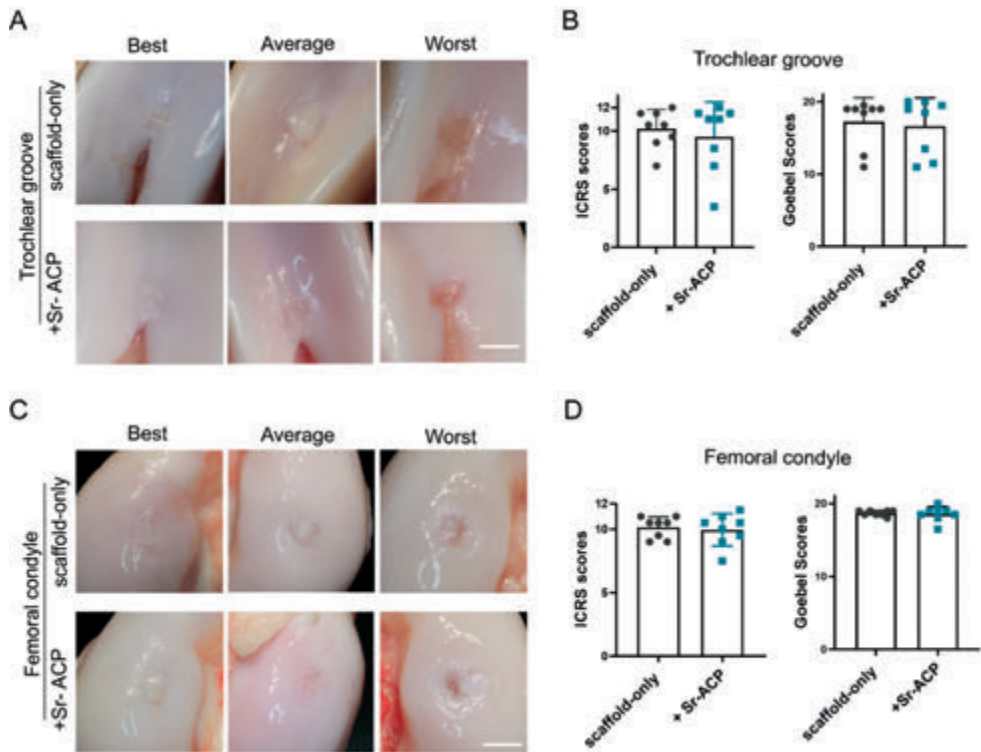 A
Best
Average
Worst
Trochlear groove
scaffold-only
+Sr- ACP
B
Trochlear groove
ICRS scores
12
10
5
0
scaffold-only
+ Sr-ACP
Goebel Scores
20
10
0
scaffold-only
+Sr-ACP
C
Best
Average
Worst
Femoral condyle
scaffold-only
+Sr- ACP
D
Femoral condyle
ICRS scores
12
10
5
0
scaffold-only
+ Sr-ACP
Goebel Scores
20
10
0
scaffold-only
+Sr-ACP